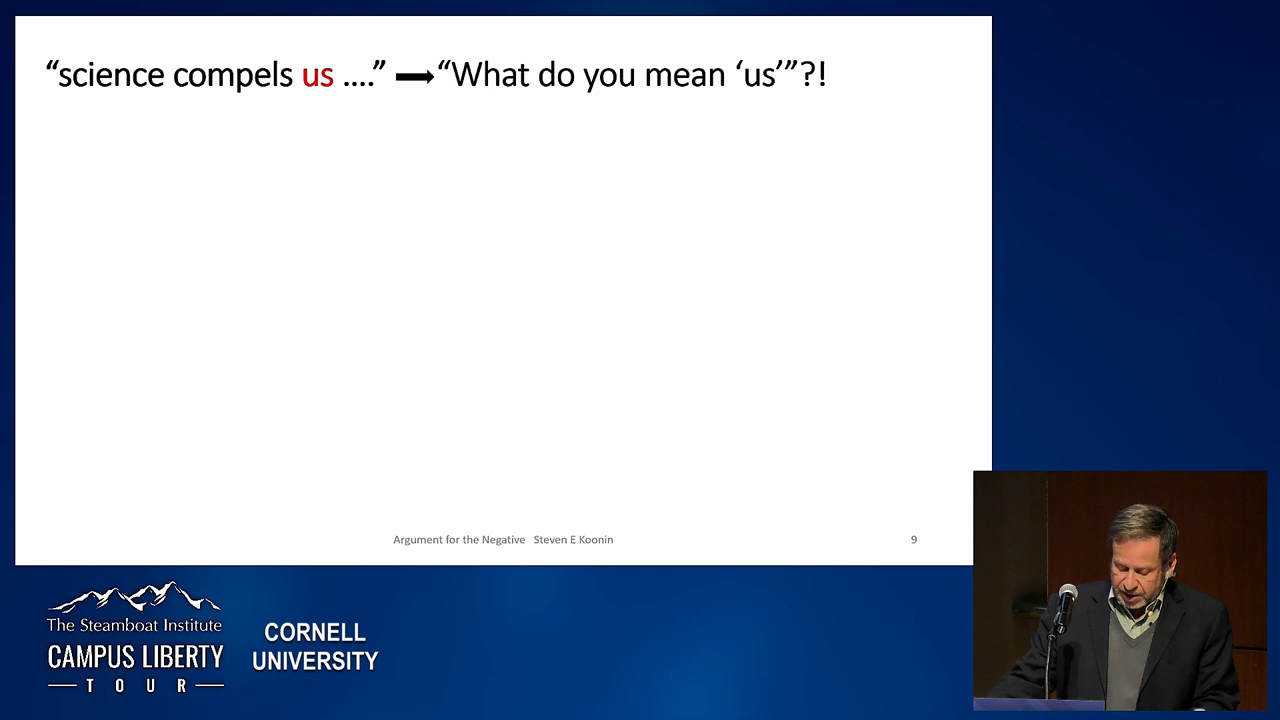 “science compels us ....” ➡“What do you mean ‘us’”?!
Argument for the Negative Steven E Koonin
9
The Steamboat Institute
CAMPUS LIBERTY
TOUR
CORNELL
UNIVERSITY